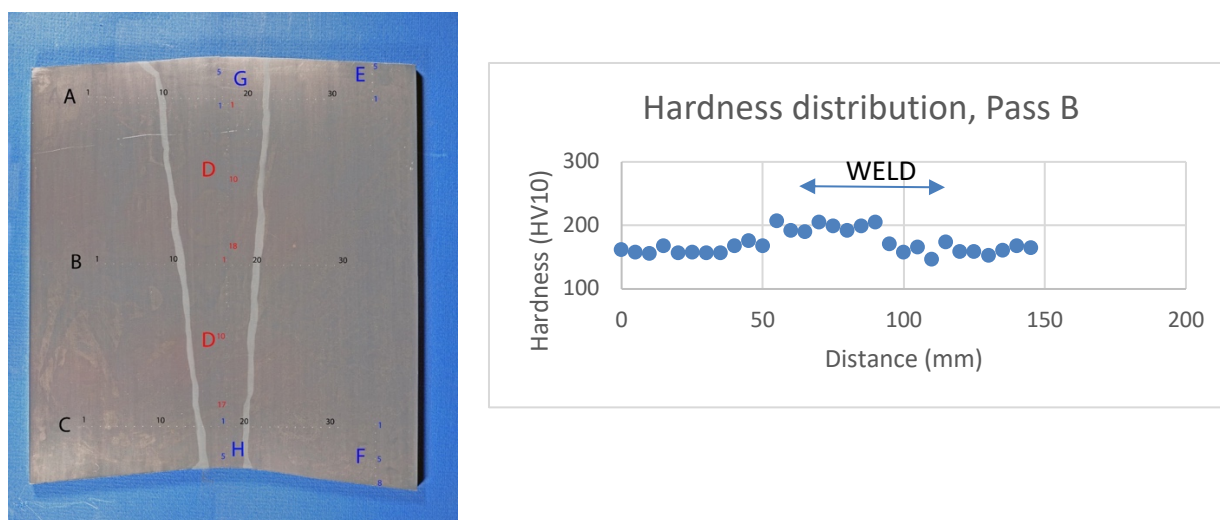 5 G E 5
A 1 10 1 1 20 30 1
D
10
18
B 1 10 1 20 30
D 10
17
C 1 10 1 20 30 1
5 H F 5
8
Hardness distribution, Pass B
WELD
Hardness (HV10)
300
200
100
0 50 100 150 200
Distance (mm)